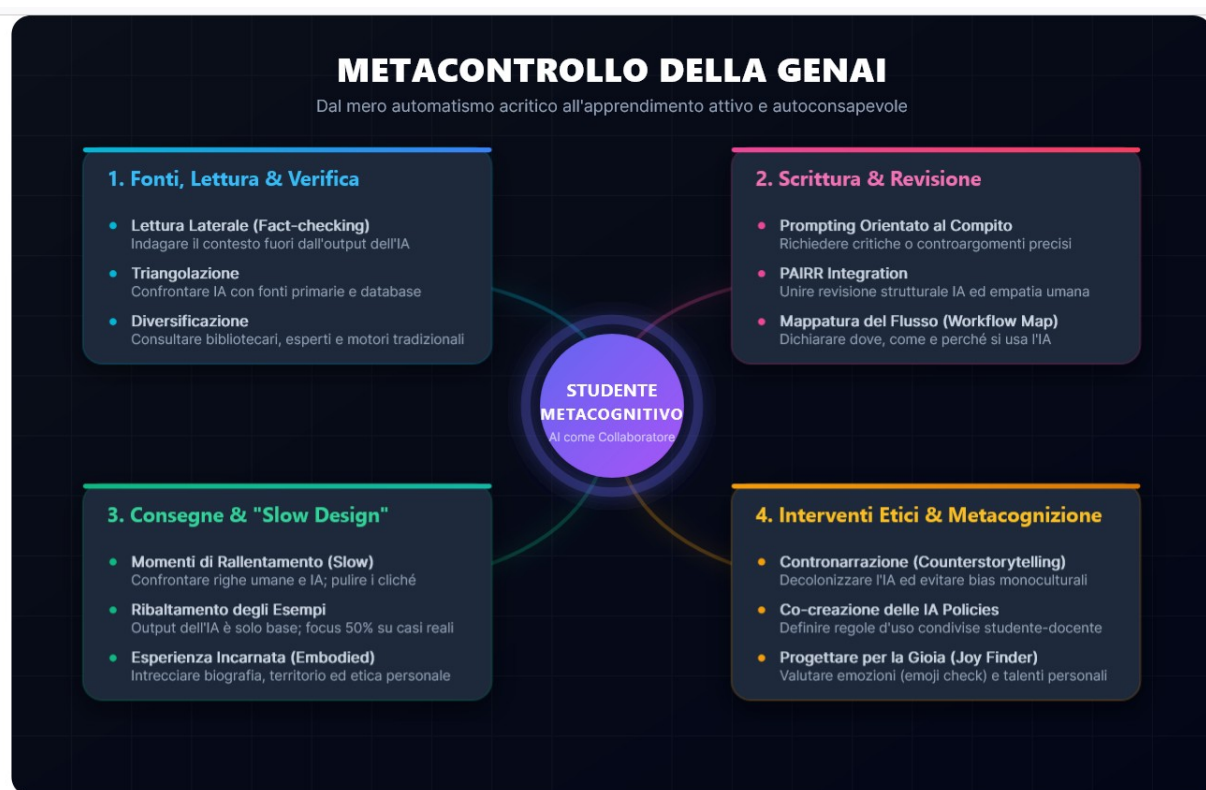 METACONTROLLO DELLA GENAI
Dal mero automatismo acritico all'apprendimento attivo e autoconsapevole
1. Fonti, Lettura & Verifica
Lettura Laterale (Fact-checking)
Indagare il contesto fuori dall'output dell'IA
Triangolazione
Confrontare IA con fonti primarie e database
Diversificazione
Consultare bibliotecari, esperti e motori tradizionali
2. Scrittura & Revisione
Prompting Orientato al Compito
Richiedere critiche o controargomenti precisi
PAIRR Integration
Unire revisione strutturale IA ed empatia umana
Mappatura del Flusso (Workflow Map)
Dichiarare dove, come e perché si usa l'IA
STUDENTE
METACOGNITIVO
AI come Collaboratore
3. Consegne & "Slow Design"
Momenti di Rallentamento (Slow)
Confrontare righe umane e IA; pulire i cliché
Ribaltamento degli Esempi
Output dell'IA è solo base; focus 50% su casi reali
Esperienza Incarnata (Embodied)
Intrecciare biografia, territorio ed etica personale
4. Interventi Etici & Metacognizione
Contronarrazione (Counterstorytelling)
Decolonizzare l'IA ed evitare bias monoculturali
Co-creazione delle IA Policies
Definire regole d'uso condivise studente-docente
Progettare per la Gioia (Joy Finder)
Valutare emozioni (emoji check) e talenti personali